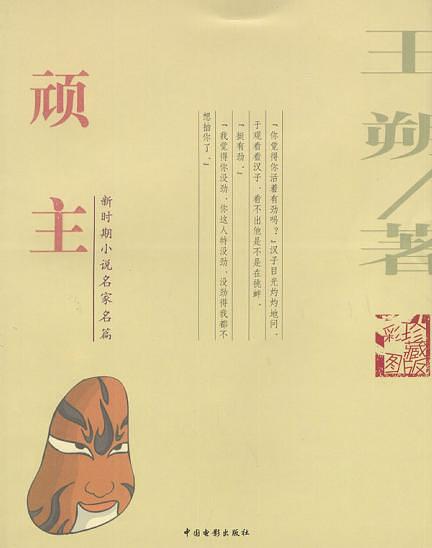 王朔/著
珍藏版
彩图
「你觉得你活着有劲吗？」汉子目光灼灼地问。
于观看着汉子，看不出他是不是在挑衅。
「挺有劲。」
「我觉得你没劲，你这人特没劲，没劲得我都不
想抽你了。」
顽主
新时期小说名家名篇
中国电影出版社